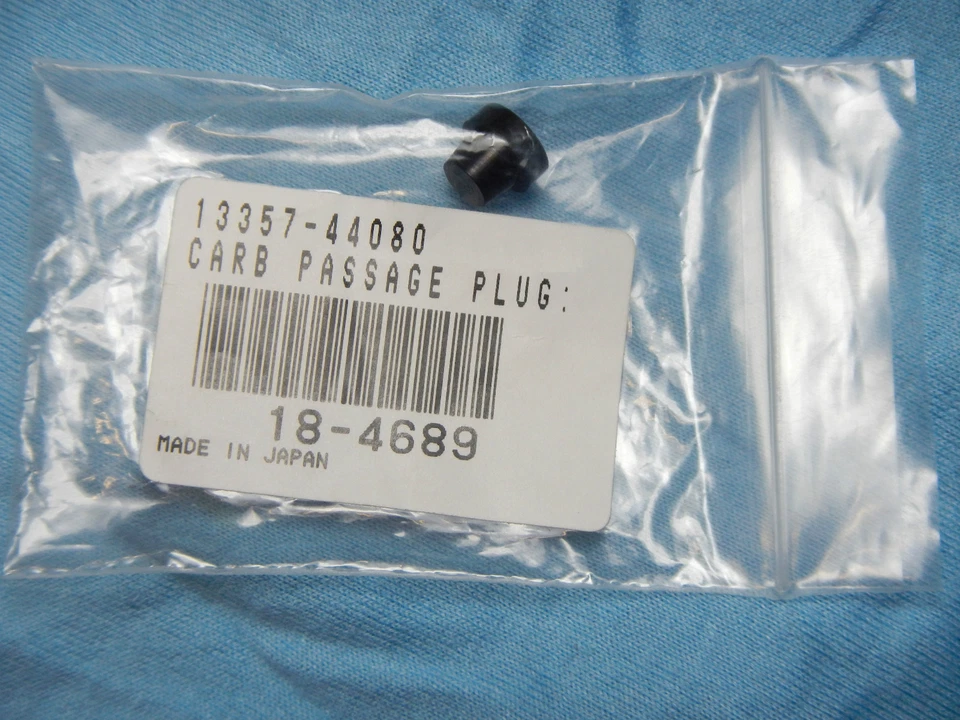 13357-44080
CARB PASSAGE PLUG:
18-4689
MADE IN JAPAN